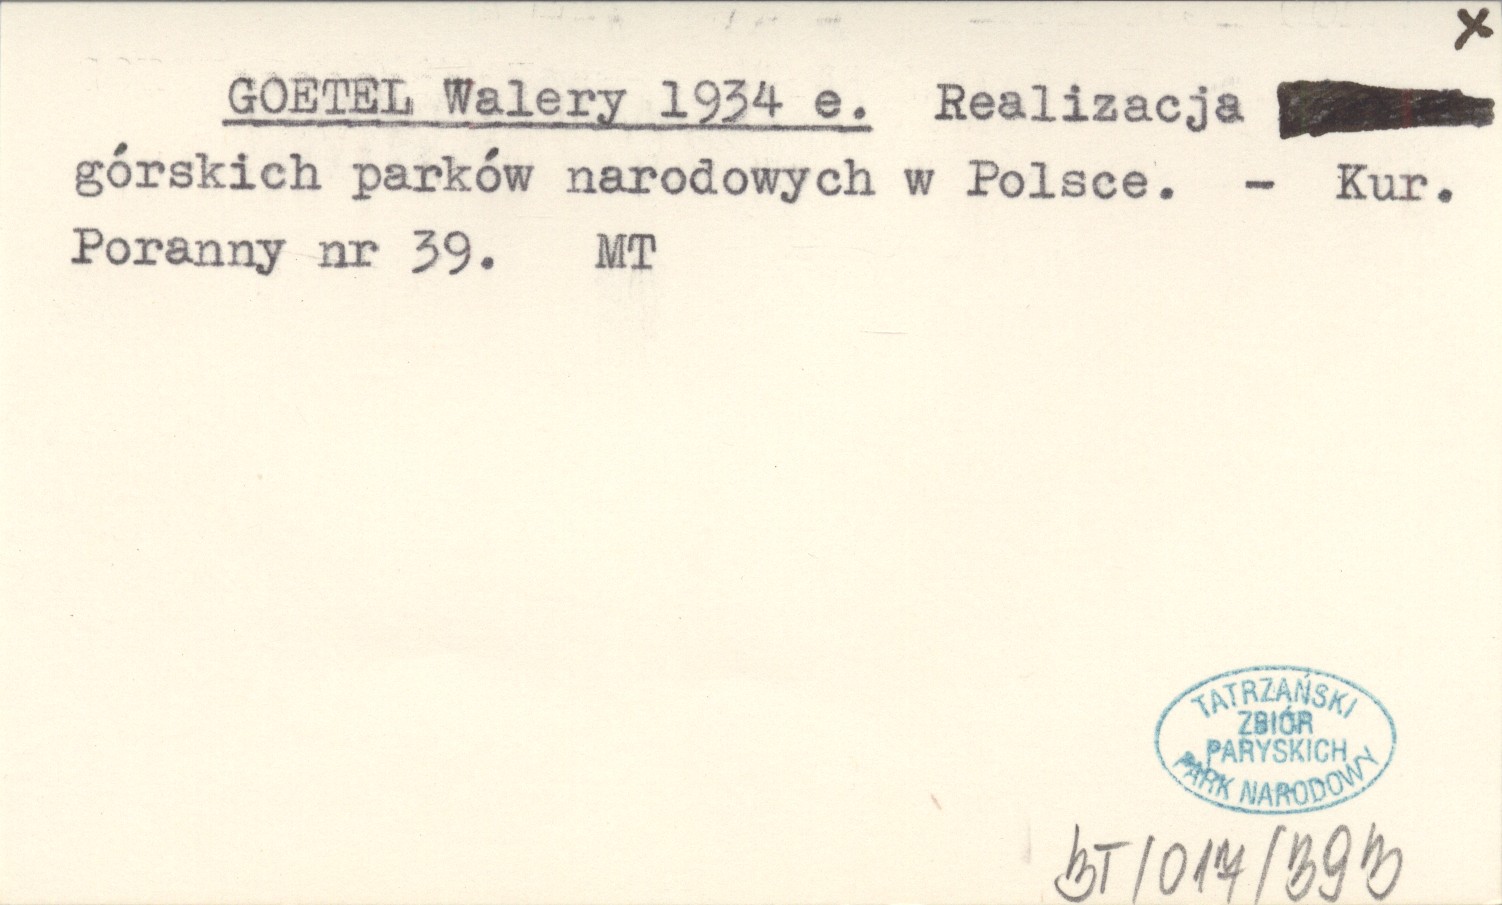 x
GOETEL Walery 1934 e. Realizacja
górskich parków narodowych w Polsce. - Kur.
Poranny nr 39. MT
TATRZAŃSKI
ZBIÓR
PARYSKICH
PARK NARODOWY
BT/017/393